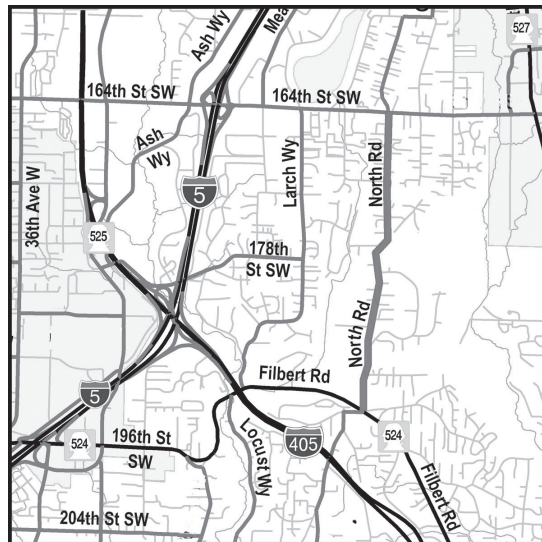 527
Ash Wy
Mea
164th St SW
164th St SW
Ash
Wy
36th Ave W
5
Larch Wy
North Rd
525
178th
St SW
North Rd
Filbert Rd
5
524
196th St
SW
Locust Wy
405
524
Filbert Rd
204th St SW